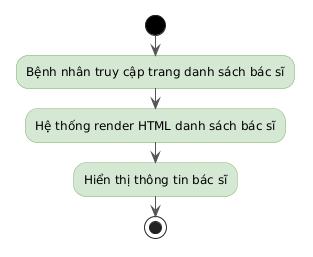 Bệnh nhân truy cập trang danh sách bác sĩ
Hệ thống render HTML danh sách bác sĩ
Hiển thị thông tin bác sĩ